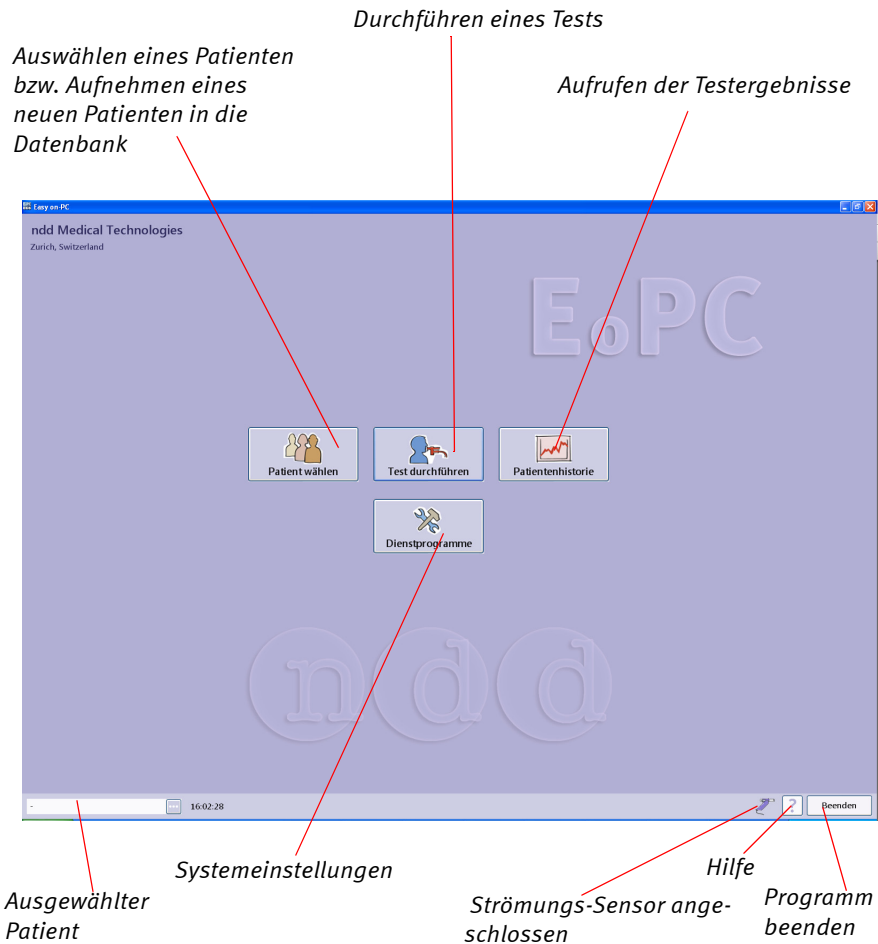 Durchführen eines Tests
Auswählen eines Patienten
bzw. Aufnehmen eines
neuen Patienten in die
Datenbank
Aufrufen der Testergebnisse
Easy on-PC
ndd Medical Technologies
Zurich, Switzerland
EoPC
Patient wählen
Test durchführen
Patientenhistorie
Dienstprogramme
ndd
-
...
16:02:28
?
Beenden
Systemeinstellungen
Hilfe
Ausgewählter
Patient
Strömungs-Sensor ange-
schlossen
Programm
beenden